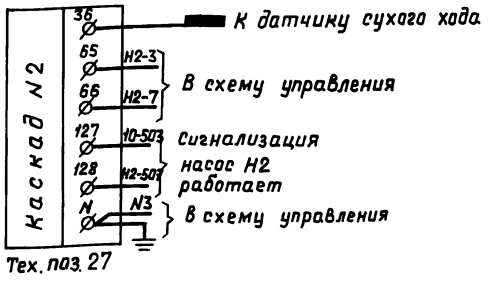 36
К датчику сухого хода
Каскад N2
65
Н2-3
66
Н2-7
В схему управления
127
10-503
128
Н2-507
Сигнализация
насос Н2
работает
N
N3
в схему управления
Тех. поз. 27